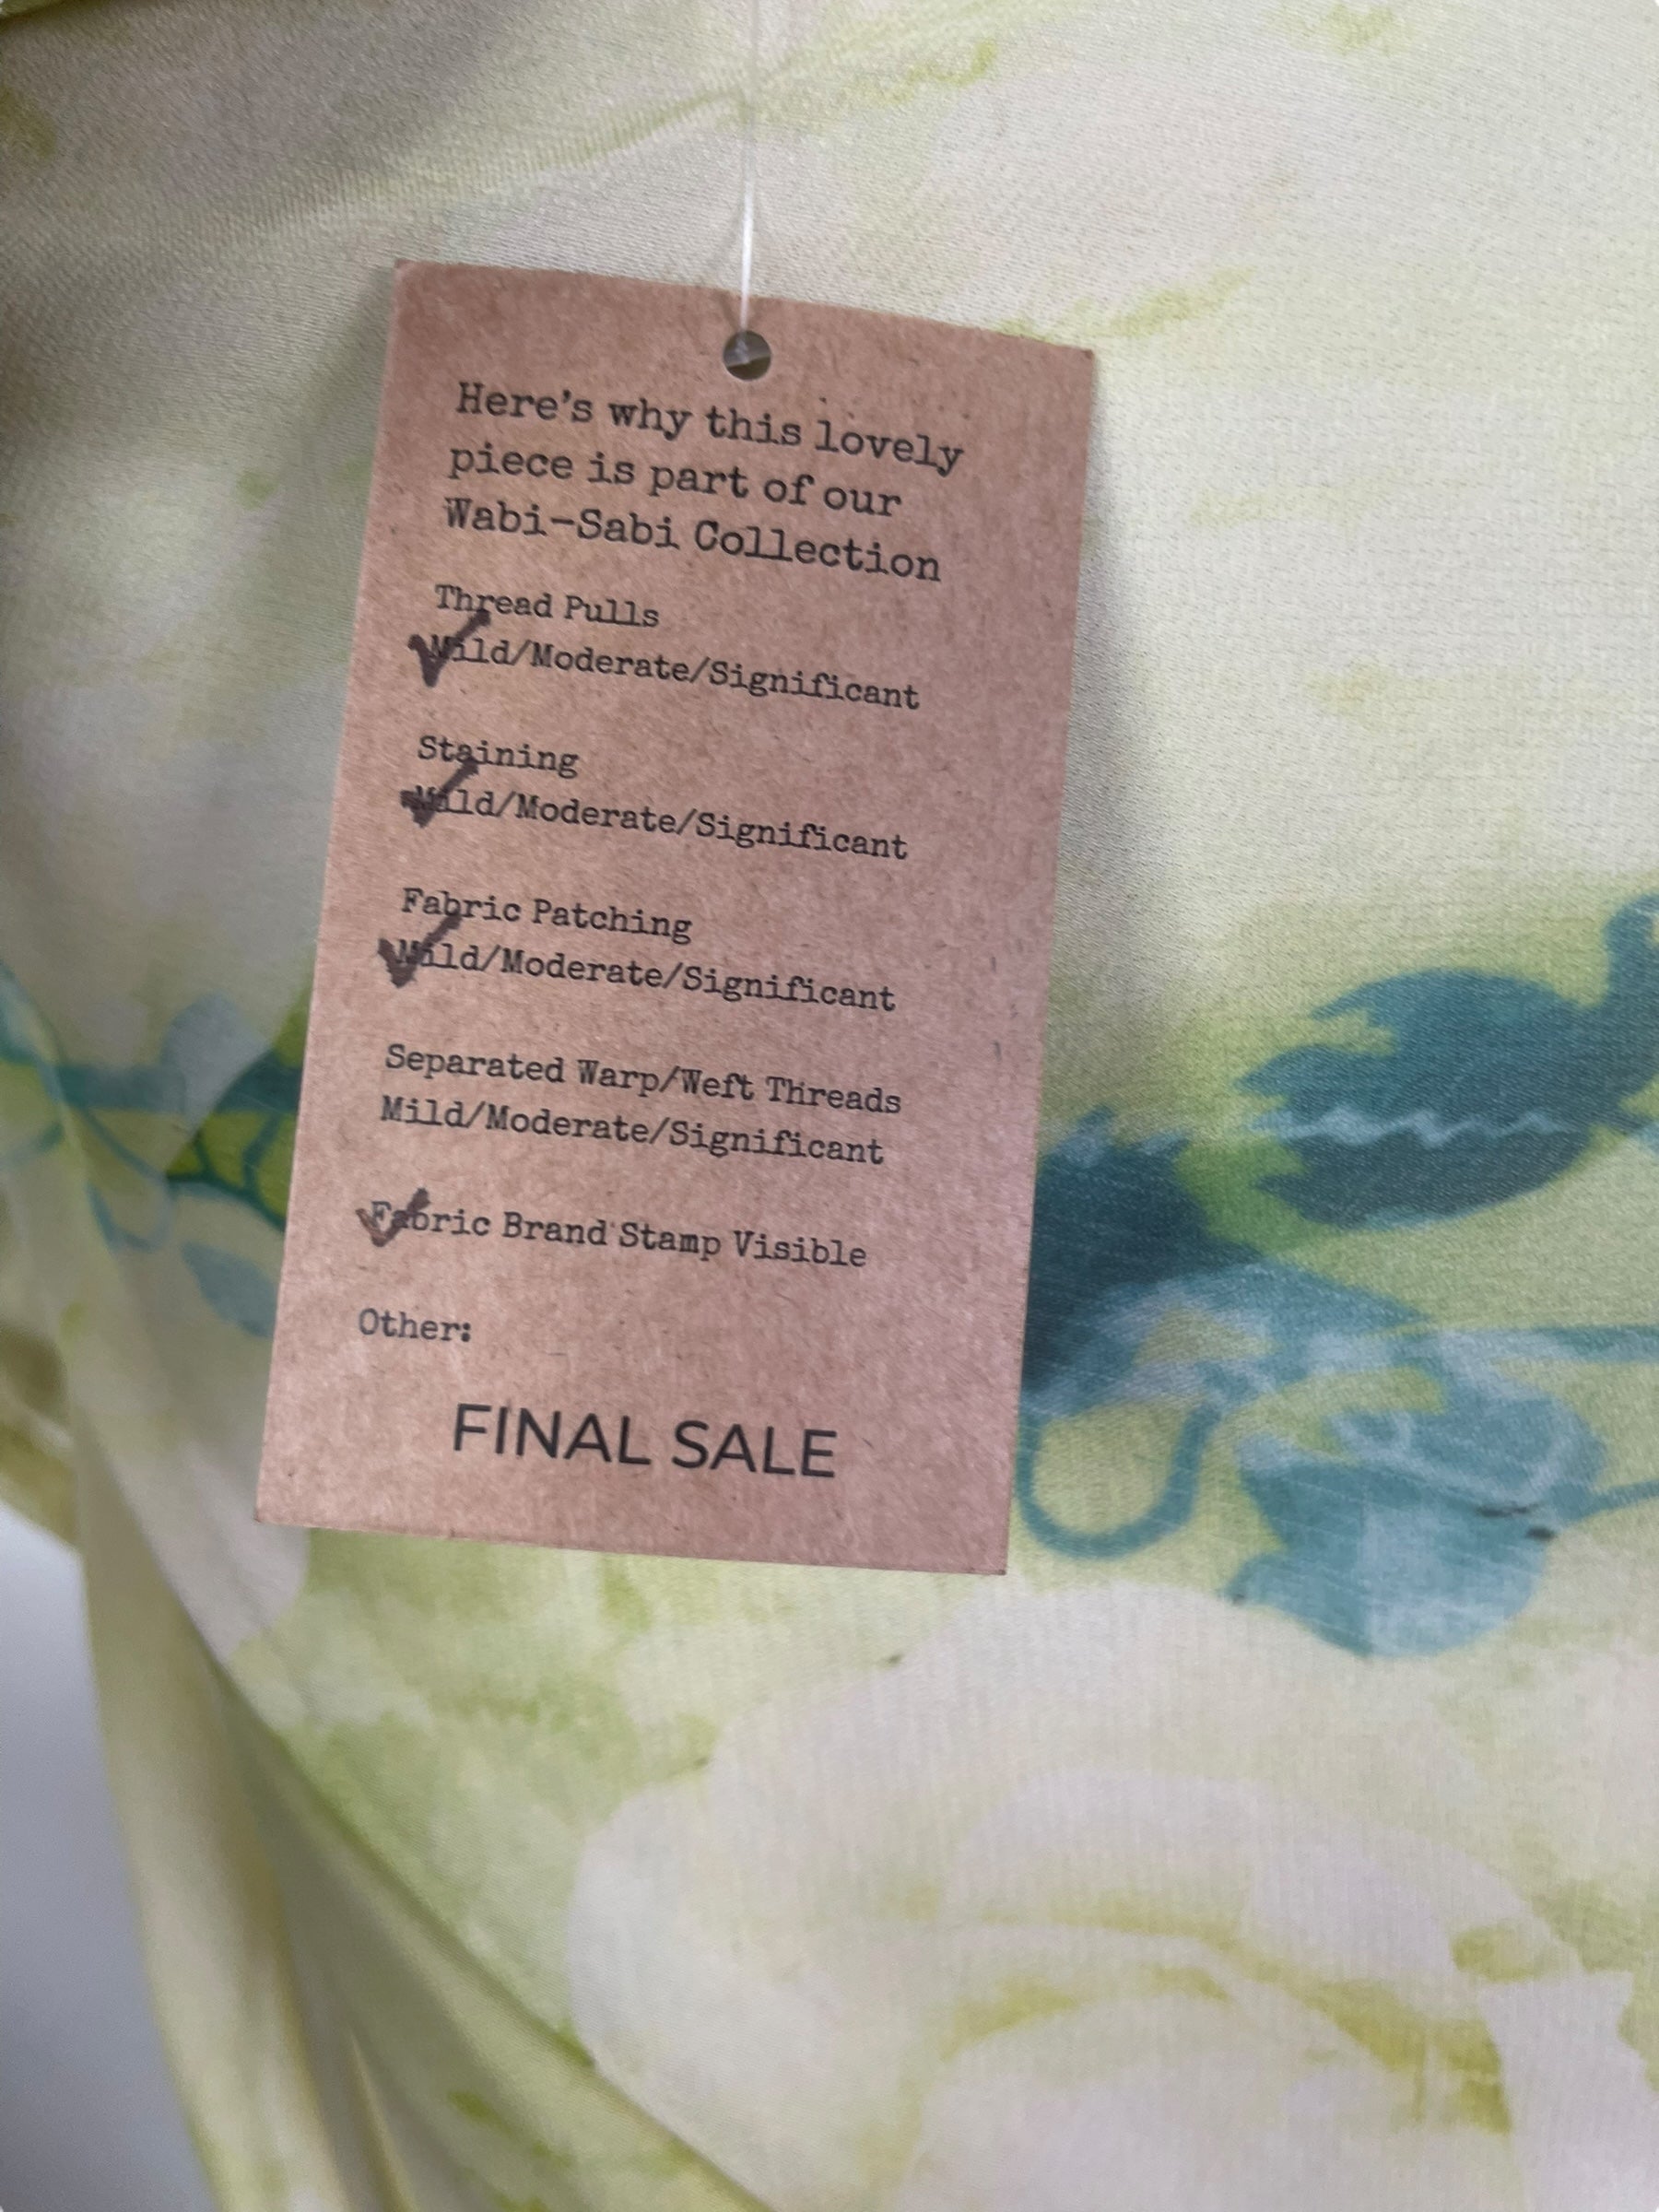 Here's why this lovely
piece is part of our
Wabi-Sabi Collection
Thread Pulls
Mild/Moderate/Significant
Staining
Mild/Moderate/Significant
Fabric Patching
Mild/Moderate/Significant
Separated Warp/Weft Threads
Mild/Moderate/Significant
Fabric Brand Stamp Visible
Other:
FINAL SALE